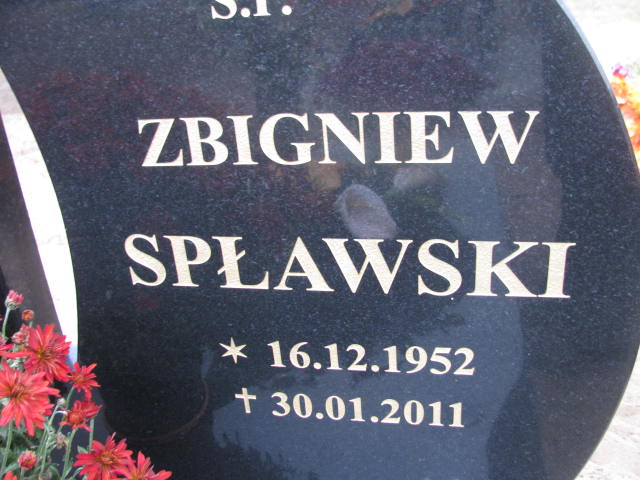 Ś.P.
ZBIGNIEW
SPŁAWSKI
* 16.12.1952
† 30.01.2011